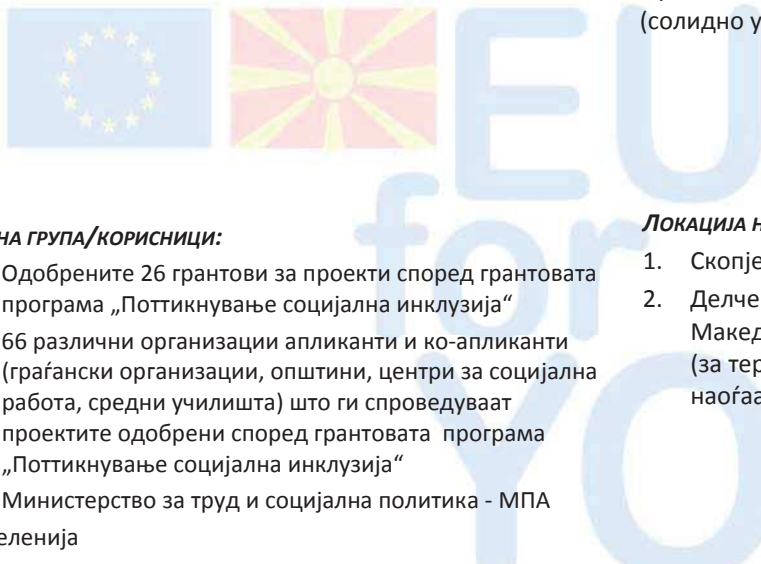 (солидно у
EU
for
YO
НА ГРУПА/КОРИСНИЦИ:
Одобрените 26 грантови за проекти според грантовата
програма „Поттикнување социјална инклузија“
66 различни организации апликанти и ко-апликанти
(граѓански организации, општини, центри за социјална
работа, средни училишта) што ги спроведуваат
проектите одобрени според грантовата програма
„Поттикнување социјална инклузија“
Министерство за труд и социјална политика - МПА
еленија
ЛОКАЦИЈА Н
1. Скопје
2. Делче
Македо
(за тер
наоѓаа